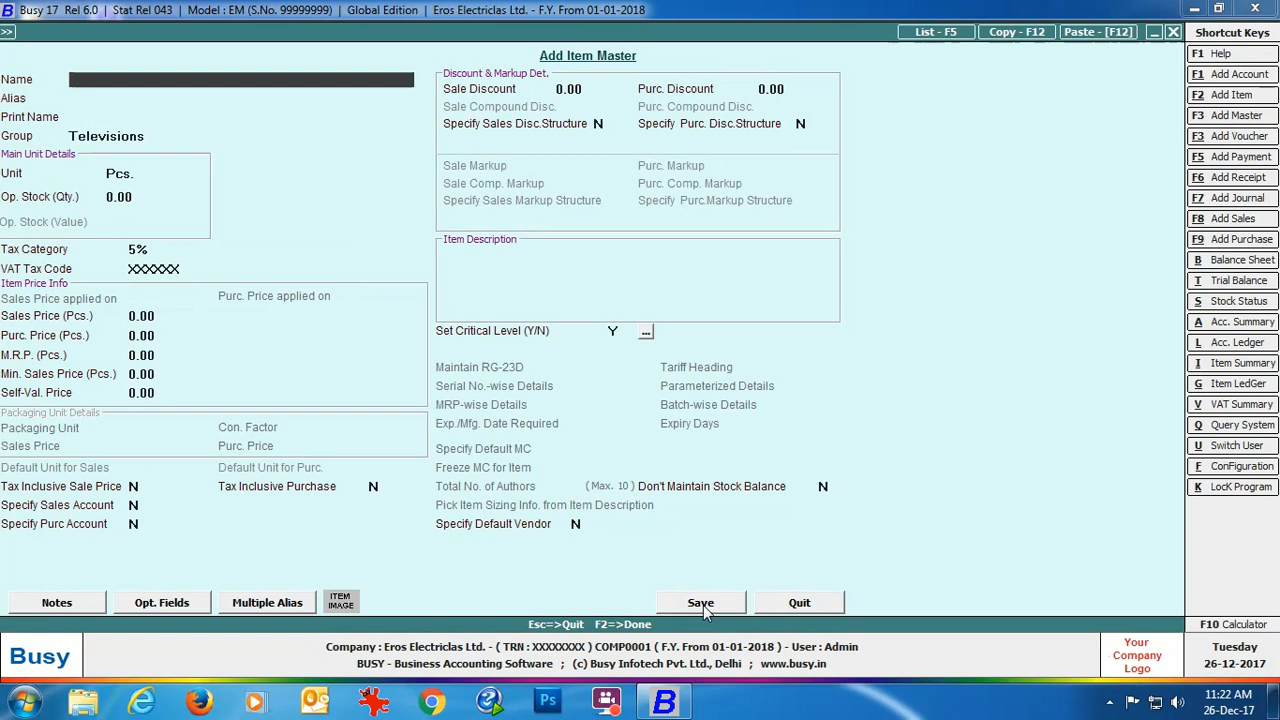 Busy 17 Rel 6.0 | Stat Rel 043 | Model : EM (S.No. 99999999) | Global Edition | Eros Electriclas Ltd. - F.Y. From 01-01-2018
>> List - F5 Copy - F12 Paste - [F12]
Add Item Master
Name
Alias
Print Name
Group Televisions
Main Unit Details
Unit Pcs.
Op. Stock (Qty.) 0.00
Op. Stock (Value)
Tax Category 5%
VAT Tax Code XXXXXX
Item Price Info
Sales Price applied on Purc. Price applied on
Sales Price (Pcs.) 0.00
Purc. Price (Pcs.) 0.00
M.R.P. (Pcs.) 0.00
Min. Sales Price (Pcs.) 0.00
Self-Val. Price 0.00
Packaging Unit Details
Packaging Unit Con. Factor
Sales Price Purc. Price
Default Unit for Sales Default Unit for Purc.
Tax Inclusive Sale Price N Tax Inclusive Purchase N
Specify Sales Account N
Specify Purc Account N
Discount & Markup Det.
Sale Discount 0.00 Purc. Discount 0.00
Sale Compound Disc. Purc. Compound Disc.
Specify Sales Disc.Structure N Specify Purc. Disc.Structure N
Sale Markup Purc. Markup
Sale Comp. Markup Purc. Comp. Markup
Specify Sales Markup Structure Specify Purc.Markup Structure
Item Description
Set Critical Level (Y/N) Y ...
Maintain RG-23D Tariff Heading
Serial No.-wise Details Parameterized Details
MRP-wise Details Batch-wise Details
Exp./Mfg. Date Required Expiry Days
Specify Default MC
Freeze MC for Item
Total No. of Authors (Max. 10) Don't Maintain Stock Balance N
Pick Item Sizing Info. from Item Description
Specify Default Vendor N
Notes Opt. Fields Multiple Alias ITEM IMAGE Save Quit
Esc=>Quit F2=>Done
Shortcut Keys
F1 Help
F1 Add Account
F2 Add Item
F3 Add Master
F3 Add Voucher
F5 Add Payment
F6 Add Receipt
F7 Add Journal
F8 Add Sales
F9 Add Purchase
B Balance Sheet
T Trial Balance
S Stock Status
A Acc. Summary
L Acc. Ledger
I Item Summary
G Item LedGer
V VAT Summary
Q Query System
U Switch User
F ConFiguration
K LocK Program
F10 Calculator
Busy
Company : Eros Electriclas Ltd. - ( TRN : XXXXXXXX ) COMP0001 ( F.Y. From 01-01-2018 ) - User : Admin
BUSY - Business Accounting Software ; (c) Busy Infotech Pvt. Ltd., Delhi ; www.busy.in
Your Company Logo
Tuesday
26-12-2017
Ps
11:22 AM
26-Dec-17